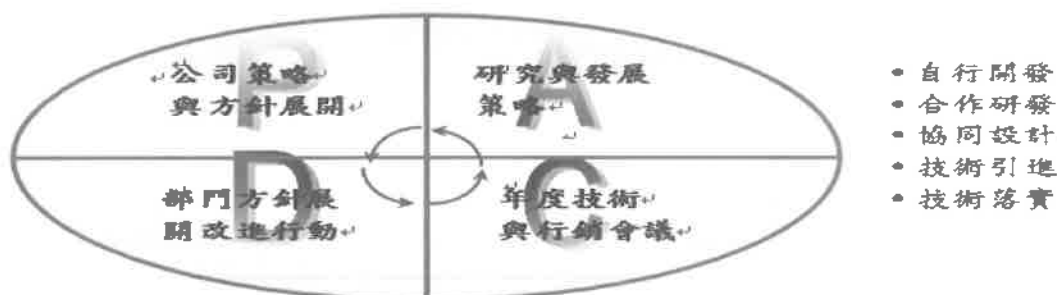 P
公司策略
與方針展開
A
研究與發展
策略
D
部門方針展
開改進行動
C
年度技術
與行銷會議
• 自行開發
• 合作研發
• 協同設計
• 技術引進
• 技術落實